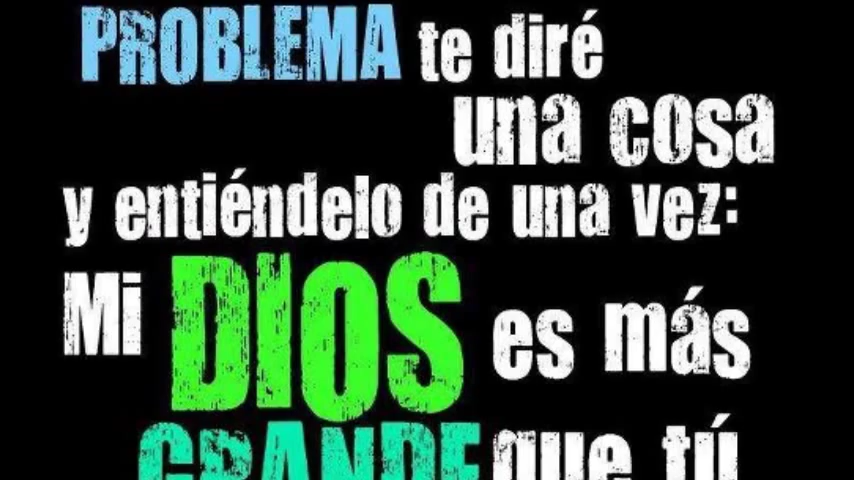 PROBLEMA te diré
una cosa
y entiéndelo de una vez:
Mi DIOS es más
GRANDE que tú